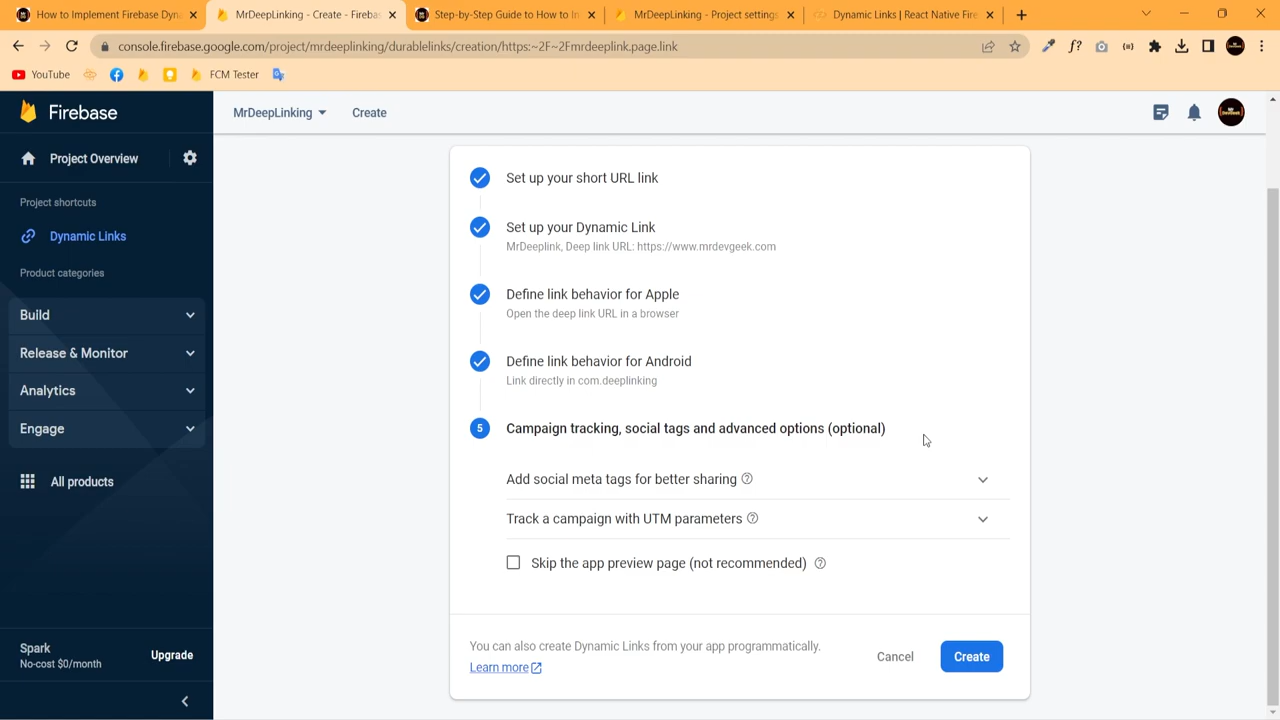 How to Implement Firebase Dyna
MrDeepLinking - Create - Fireba
Step-by-Step Guide to How to In
MrDeepLinking - Project settings
Dynamic Links | React Native Fire
console.firebase.google.com/project/mrdeeplinking/durablelinks/creation/https:~2F~2Fmrdeeplink.page.link
YouTube
FCM Tester
Firebase
MrDeepLinking
Create
Project Overview
Project shortcuts
Dynamic Links
Product categories
Build
Release & Monitor
Analytics
Engage
All products
Spark
No-cost $0/month
Upgrade
Set up your short URL link
Set up your Dynamic Link
MrDeeplink, Deep link URL: https://www.mrdevgeek.com
Define link behavior for Apple
Open the deep link URL in a browser
Define link behavior for Android
Link directly in com.deeplinking
5 Campaign tracking, social tags and advanced options (optional)
Add social meta tags for better sharing
Track a campaign with UTM parameters
Skip the app preview page (not recommended)
You can also create Dynamic Links from your app programmatically.
Learn more
Cancel
Create